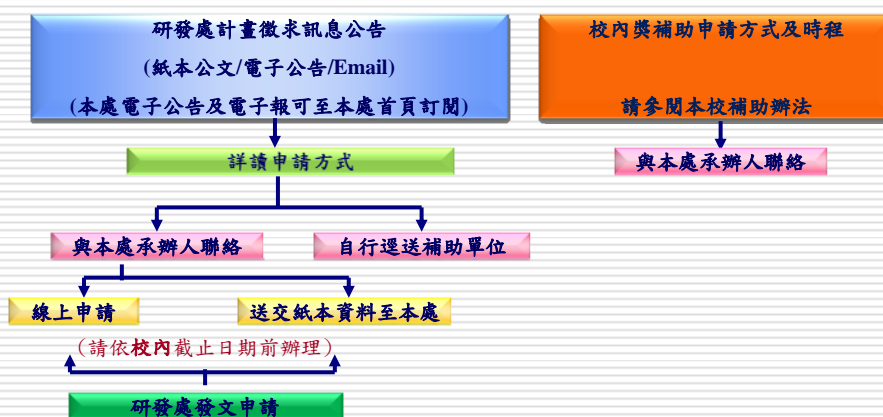 研發處計畫徵求訊息公告
(紙本公文/電子公告/Email)
(本處電子公告及電子報可至本處首頁訂閱)
校內獎補助申請方式及時程
請參閱本校補助辦法
詳讀申請方式
與本處承辦人聯絡
與本處承辦人聯絡
自行逕送補助單位
線上申請
送交紙本資料至本處
(請依校內截止日期前辦理)
研發處發文申請